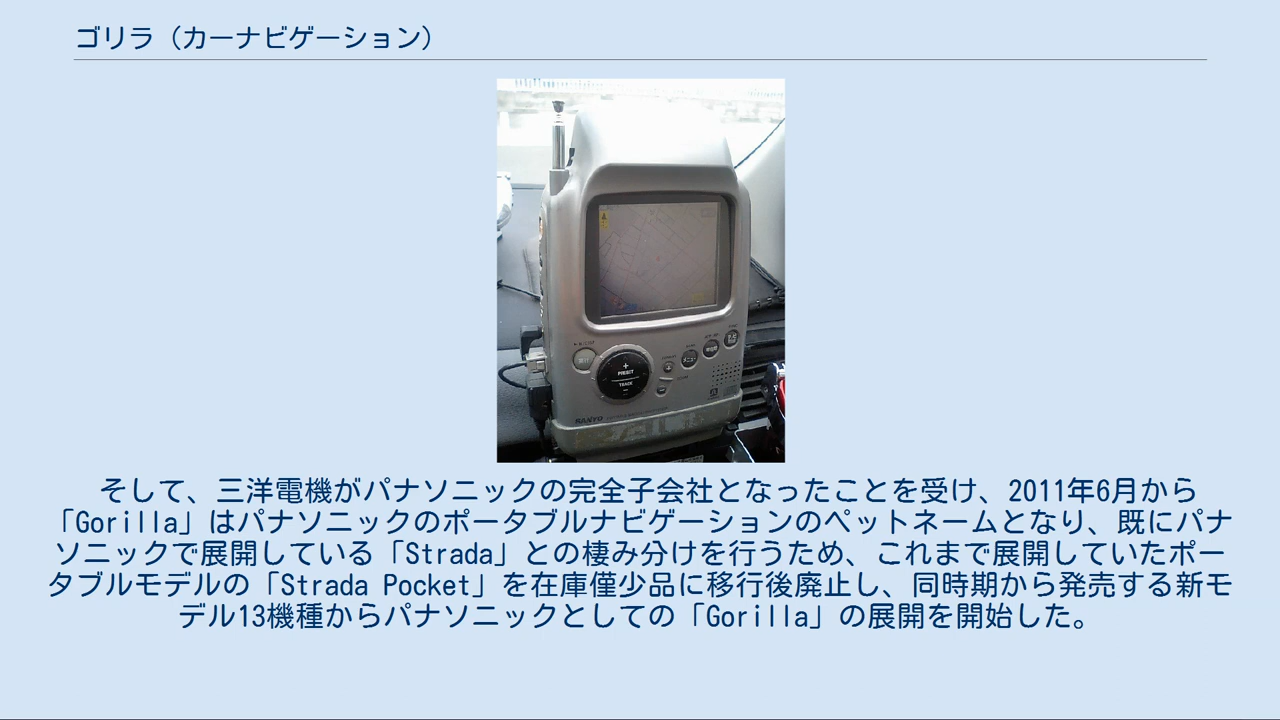 ゴリラ（カーナビゲーション）
PRESET
TRACK
メニュー
SANYO
そして、三洋電機がパナソニックの完全子会社となったことを受け、2011年6月から
「Gorilla」はパナソニックのポータブルナビゲーションのペットネームとなり、既にパナ
ソニックで展開している「Strada」との棲み分けを行うため、これまで展開していたポー
タブルモデルの「Strada Pocket」を在庫僅少品に移行後廃止し、同時期から発売する新モ
デル13機種からパナソニックとしての「Gorilla」の展開を開始した。